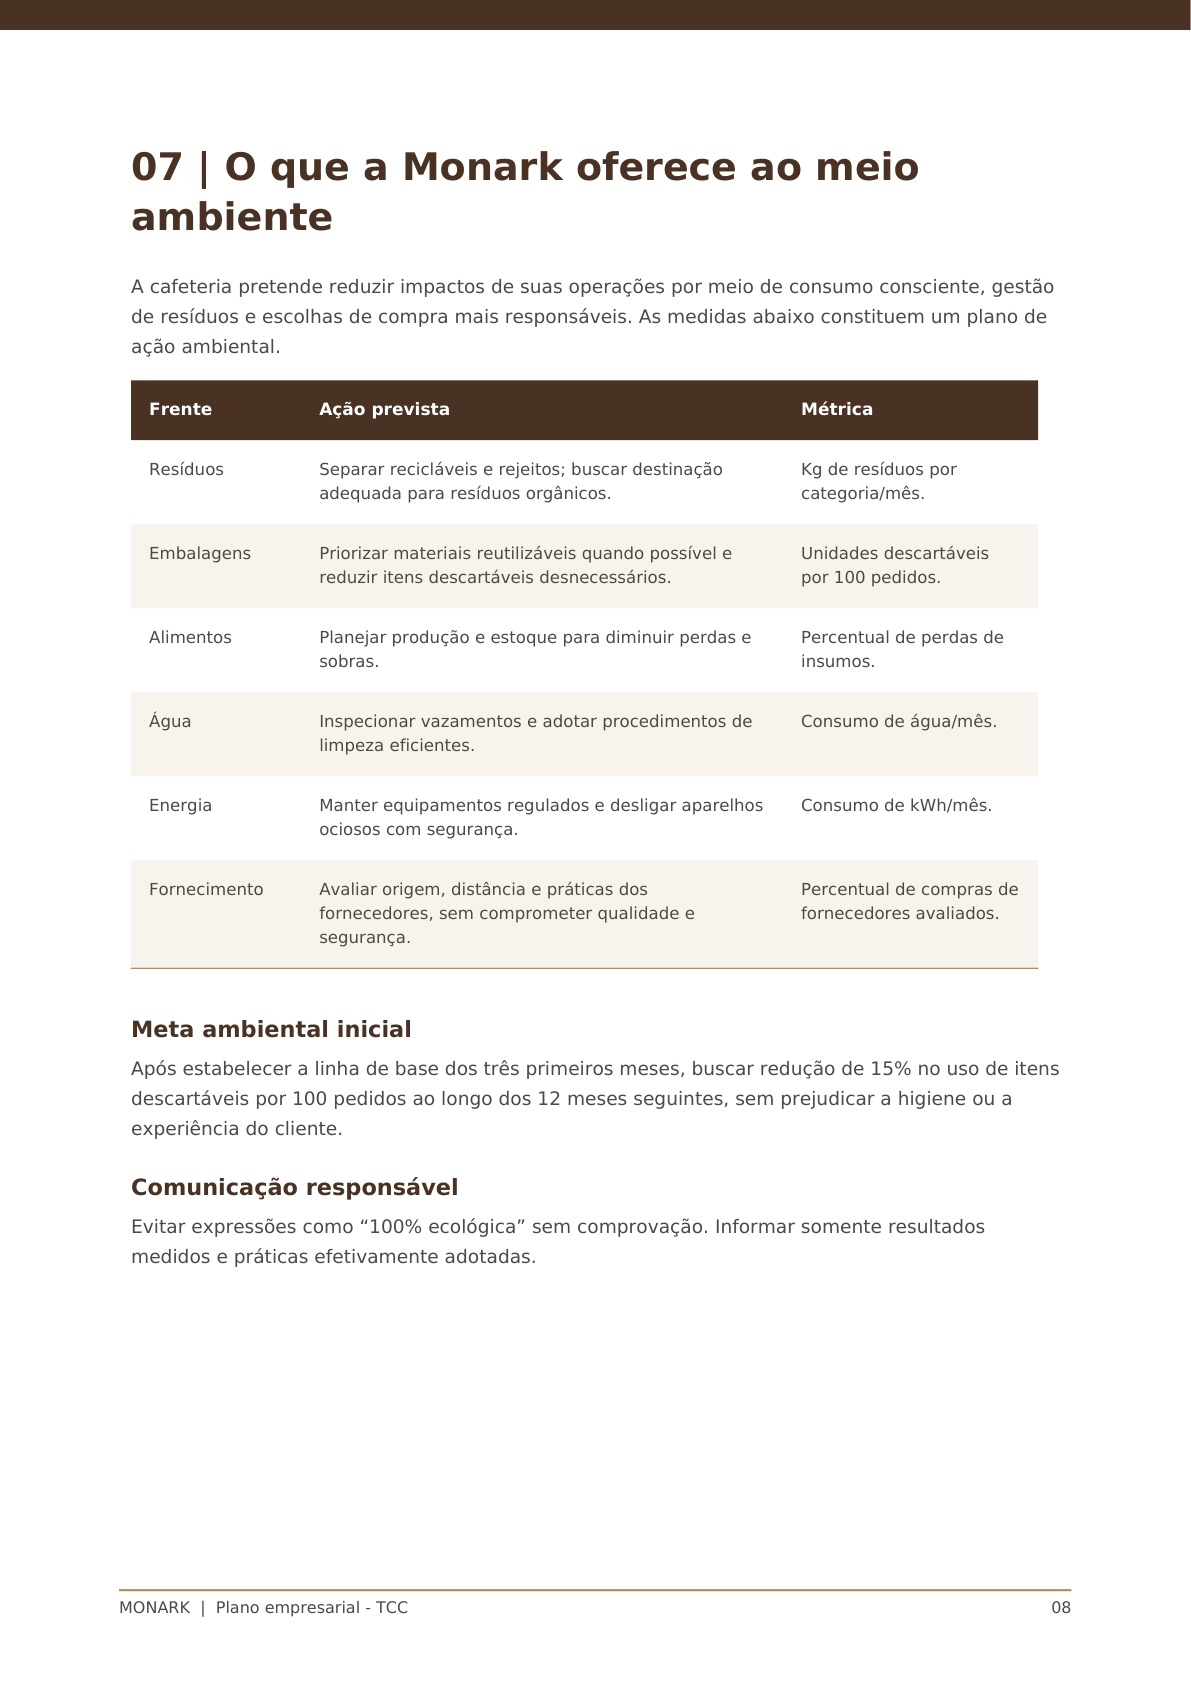 07 | O que a Monark oferece ao meio
ambiente
A cafeteria pretende reduzir impactos de suas operações por meio de consumo consciente, gestão
de resíduos e escolhas de compra mais responsáveis. As medidas abaixo constituem um plano de
ação ambiental.
Frente Ação prevista Métrica
Resíduos Separar recicláveis e rejeitos; buscar destinação Kg de resíduos por
adequada para resíduos orgânicos. categoria/mês.
Embalagens Priorizar materiais reutilizáveis quando possível e Unidades descartáveis
reduzir itens descartáveis desnecessários. por 100 pedidos.
Alimentos Planejar produção e estoque para diminuir perdas e Percentual de perdas de
sobras. insumos.
Água Inspecionar vazamentos e adotar procedimentos de Consumo de água/mês.
limpeza eficientes.
Energia Manter equipamentos regulados e desligar aparelhos Consumo de kWh/mês.
ociosos com segurança.
Fornecimento Avaliar origem, distância e práticas dos Percentual de compras de
fornecedores, sem comprometer qualidade e fornecedores avaliados.
segurança.
Meta ambiental inicial
Após estabelecer a linha de base dos três primeiros meses, buscar redução de 15% no uso de itens
descartáveis por 100 pedidos ao longo dos 12 meses seguintes, sem prejudicar a higiene ou a
experiência do cliente.
Comunicação responsável
Evitar expressões como “100% ecológica” sem comprovação. Informar somente resultados
medidos e práticas efetivamente adotadas.
MONARK | Plano empresarial - TCC 08